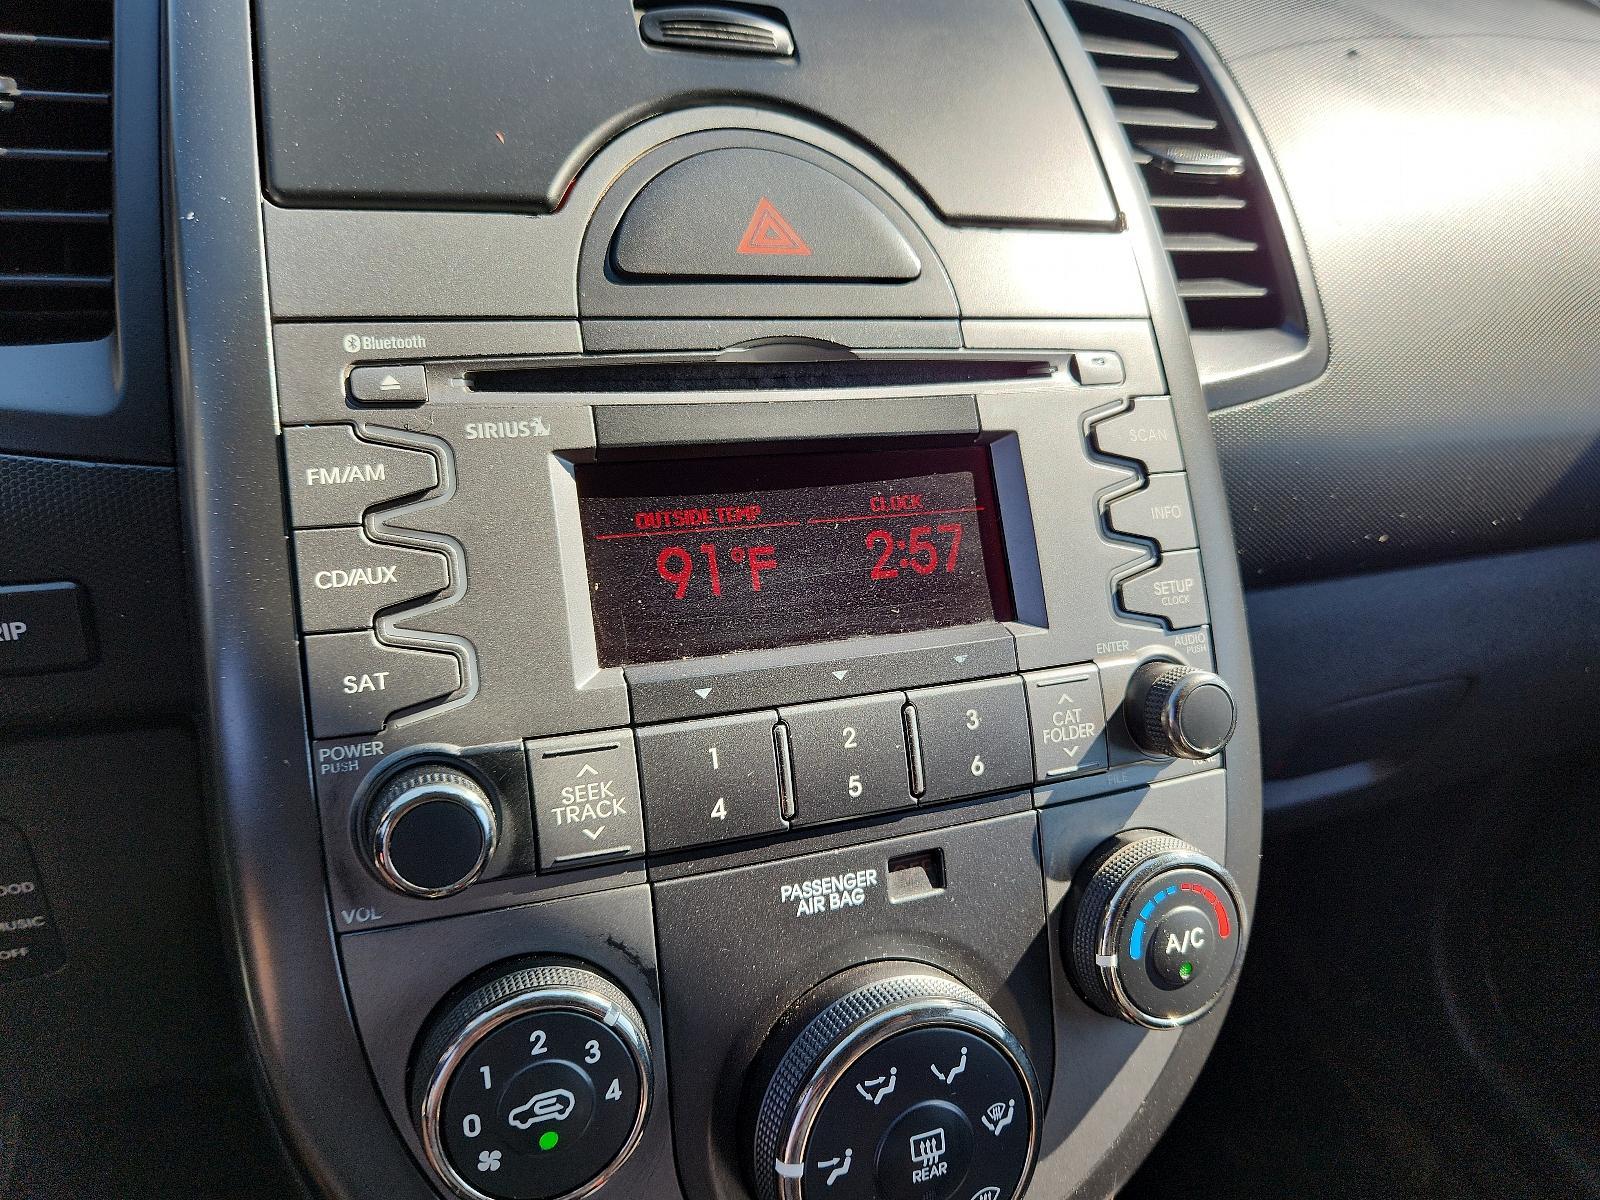 Bluetooth
SIRIUS
FM/AM
CD/AUX
SAT
OUTSIDE TEMP
91°F
CLOCK
2:57
SCAN
INFO
SETUP
CLOCK
ENTER
AUDIO
PUSH
POWER
PUSH
VOL
SEEK
TRACK
1
2
3
4
5
6
CAT
FOLDER
FILE
PASSENGER
AIR BAG
A/C
0
1
2
3
4
REAR
MUSIC
OFF